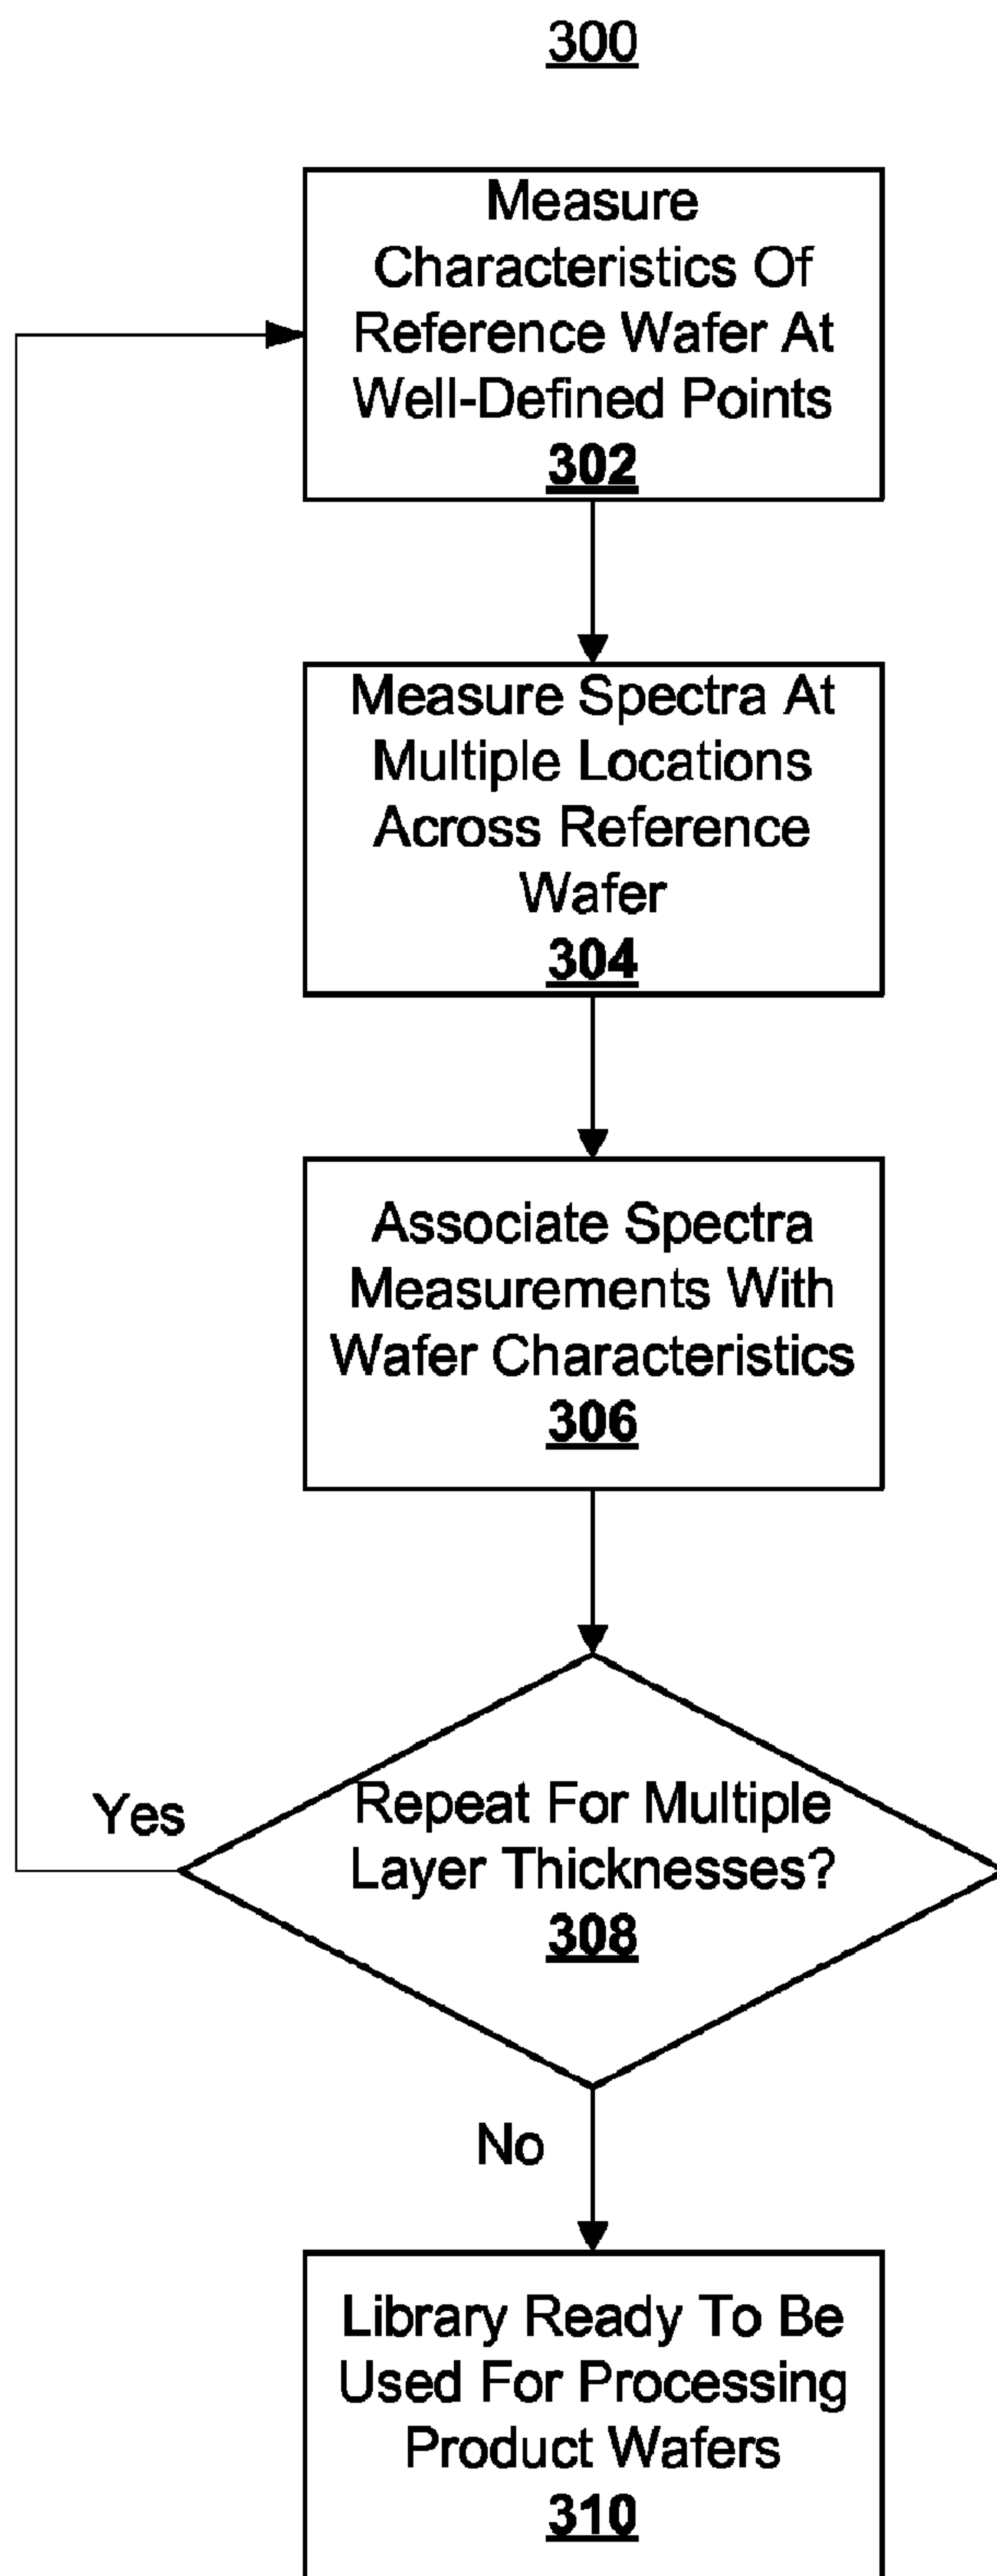 300
Measure
Characteristics Of
Reference Wafer At
Well-Defined Points
302
Measure Spectra At
Multiple Locations
Across Reference
Wafer
304
Associate Spectra
Measurements With
Wafer Characteristics
306
Repeat For Multiple
Layer Thicknesses?
308
Yes
No
Library Ready To Be
Used For Processing
Product Wafers
310